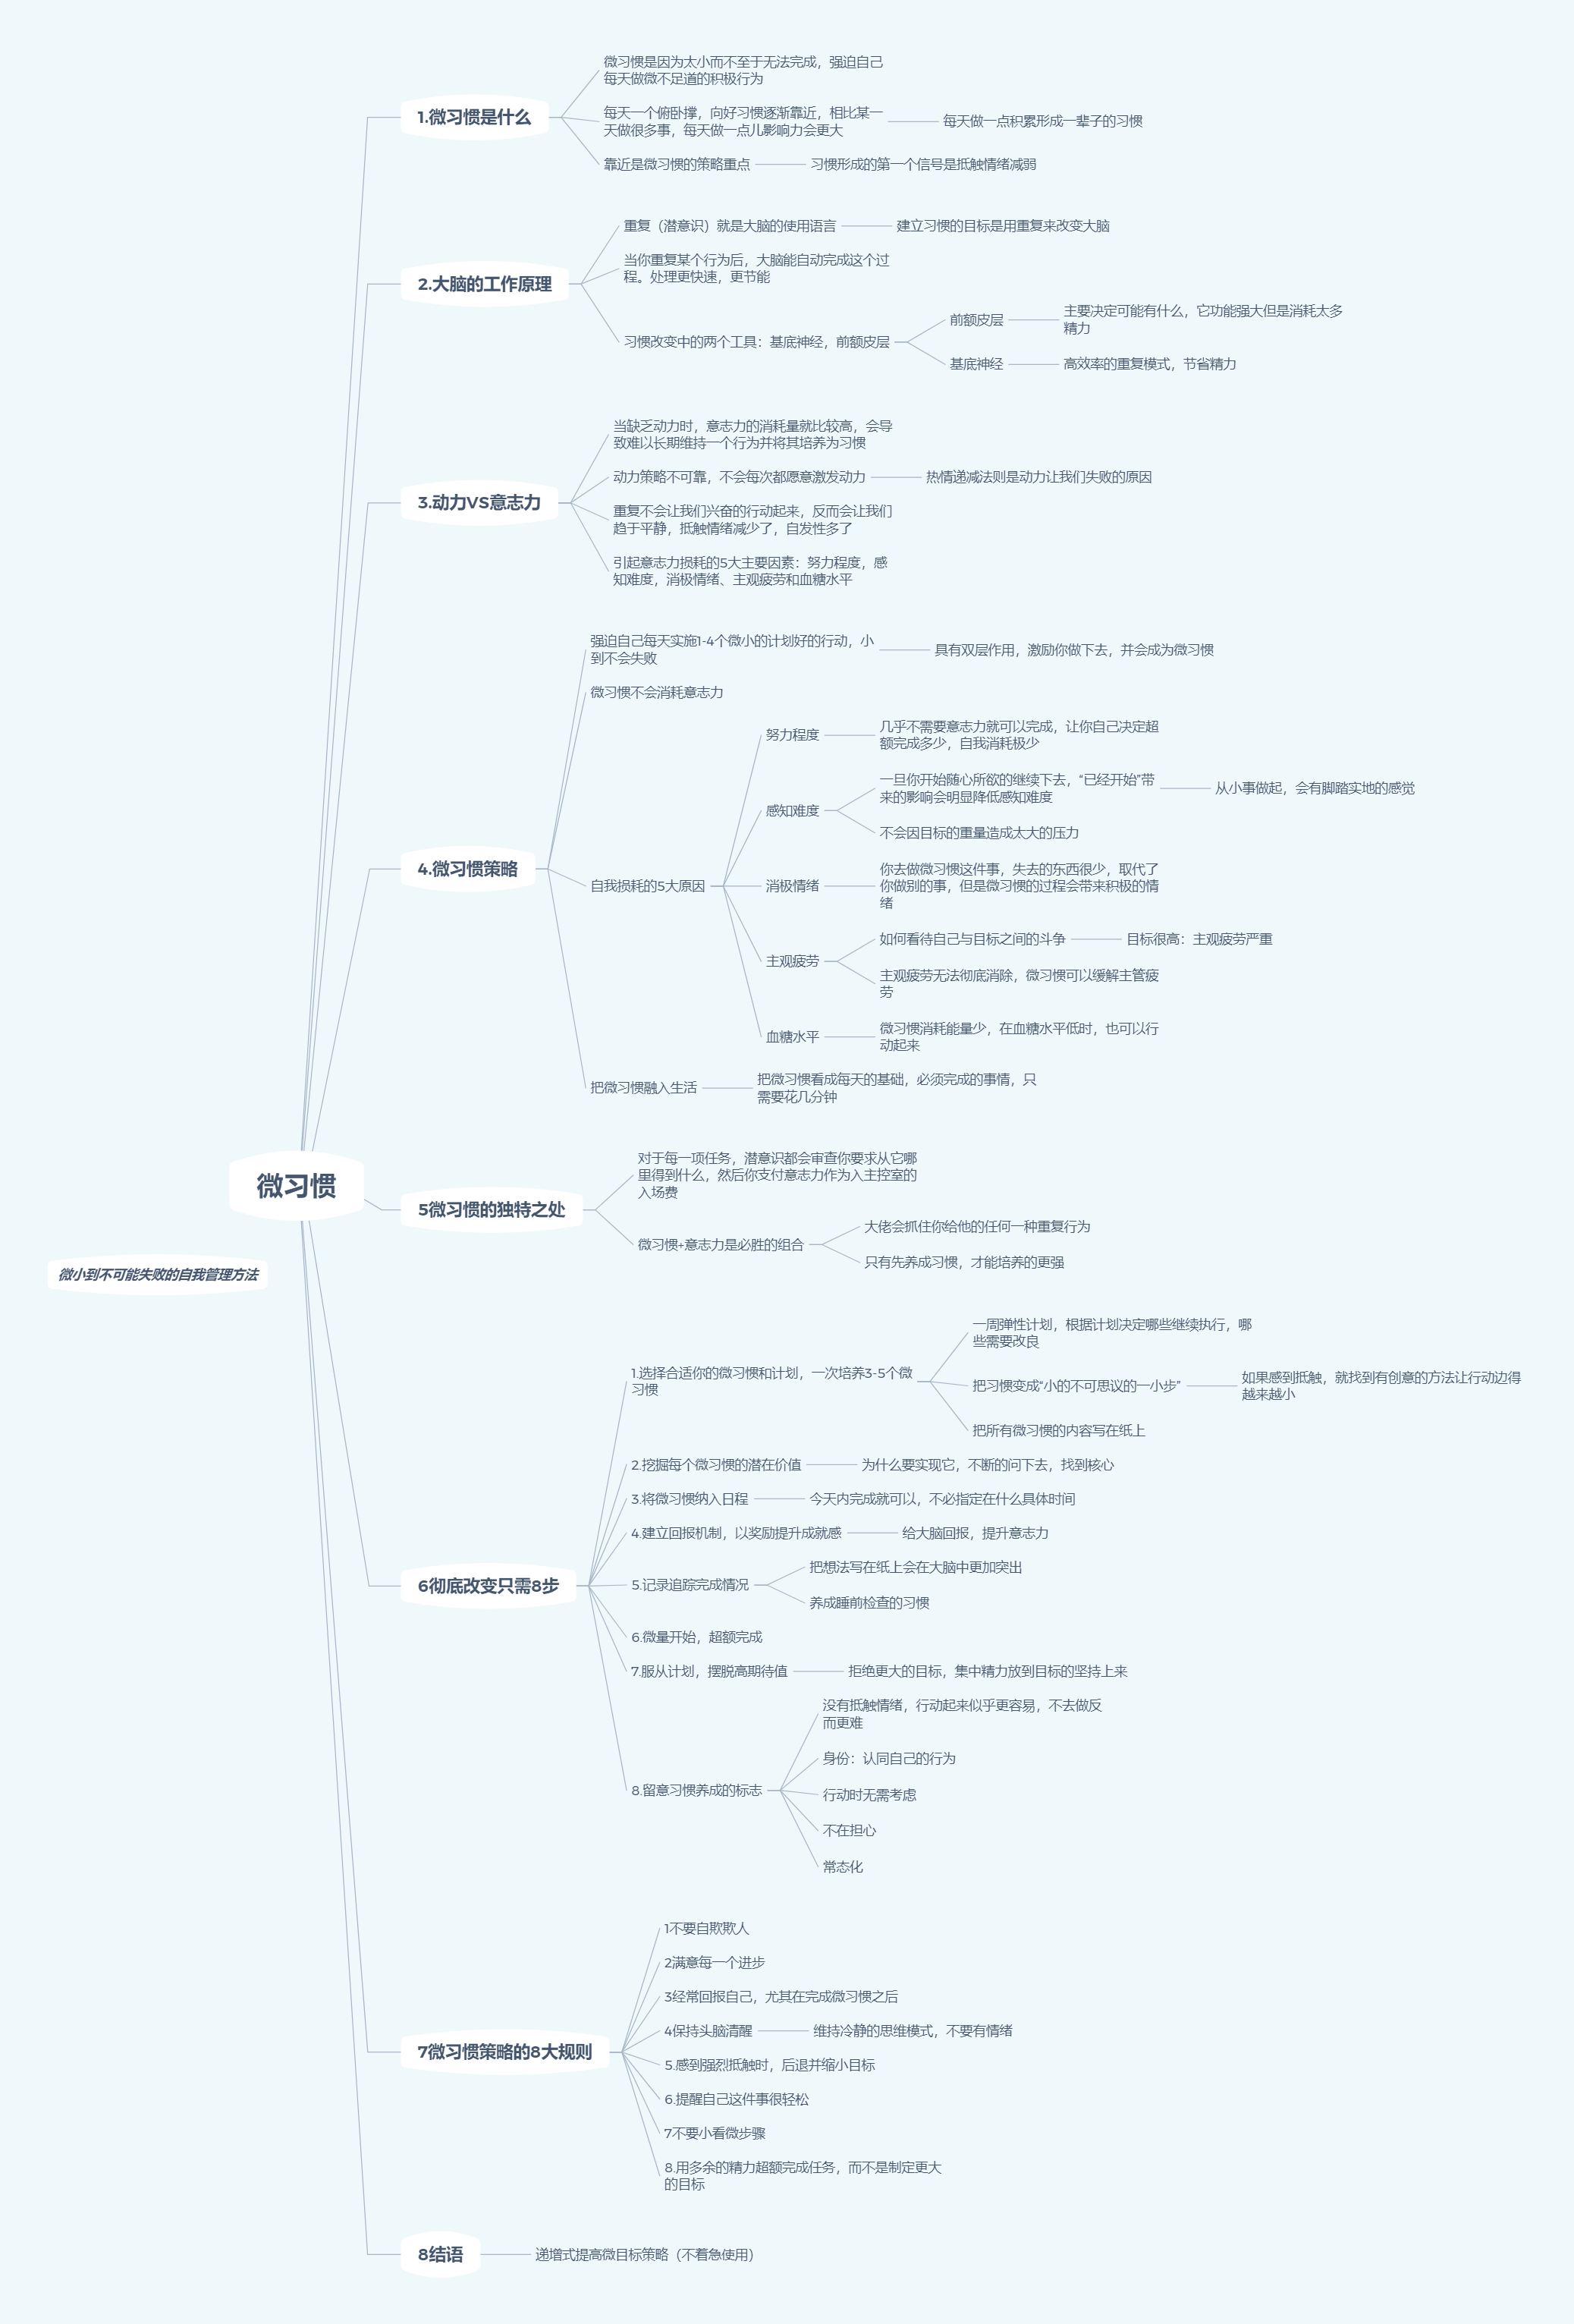 微习惯
微小到不可能失败的自我管理方法
1.微习惯是什么
微习惯是因为太小而不至于无法完成，强迫自己
每天做微不足道的积极行为
每天一个俯卧撑，向好习惯逐渐靠近，相比某一
天做很多事，每天做一点儿影响力会更大
每天做一点积累形成一辈子的习惯
靠近是微习惯的策略重点
习惯形成的第一个信号是抵触情绪减弱
2.大脑的工作原理
重复（潜意识）就是大脑的使用语言
建立习惯的目标是用重复来改变大脑
当你重复某个行为后，大脑能自动完成这个过
程。处理更快速，更节能
习惯改变中的两个工具：基底神经，前额皮层
前额皮层
主要决定可能有什么，它功能强大但是消耗太多
精力
基底神经
高效率的重复模式，节省精力
3.动力VS意志力
当缺乏动力时，意志力的消耗量就比较高，会导
致难以长期维持一个行为并将其培养为习惯
动力策略不可靠，不会每次都愿意激发动力
热情递减法则是动力让我们失败的原因
重复不会让我们兴奋的行动起来，反而会让我们
趋于平静，抵触情绪减少了，自发性多了
引起意志力损耗的5大主要因素：努力程度，感
知难度，消极情绪、主观疲劳和血糖水平
4.微习惯策略
强迫自己每天实施1-4个微小的计划好的行动，小
到不会失败
具有双层作用，激励你做下去，并会成为微习惯
微习惯不会消耗意志力
自我损耗的5大原因
努力程度
几乎不需要意志力就可以完成，让你自己决定超
额完成多少，自我消耗极少
感知难度
一旦你开始随心所欲的继续下去，“已经开始”带
来的影响会明显降低感知难度
从小事做起，会有脚踏实地的感觉
不会因目标的重量造成太大的压力
消极情绪
你去做微习惯这件事，失去的东西很少，取代了
你做别的事，但是微习惯的过程会带来积极的情
绪
主观疲劳
如何看待自己与目标之间的斗争
目标很高：主观疲劳严重
主观疲劳无法彻底消除，微习惯可以缓解主管疲
劳
血糖水平
微习惯消耗能量少，在血糖水平低时，也可以行
动起来
把微习惯融入生活
把微习惯看成每天的基础，必须完成的事情，只
需要花几分钟
5微习惯的独特之处
对于每一项任务，潜意识都会审查你要求从它哪
里得到什么，然后你支付意志力作为入主控室的
入场费
微习惯+意志力是必胜的组合
大佬会抓住你给他的任何一种重复行为
只有先养成习惯，才能培养的更强
6彻底改变只需8步
1.选择合适你的微习惯和计划，一次培养3-5个微
习惯
一周弹性计划，根据计划决定哪些继续执行，哪
些需要改良
把习惯变成“小的不可思议的一小步”
如果感到抵触，就找到有创意的方法让行动边得
越来越小
把所有微习惯的内容写在纸上
2.挖掘每个微习惯的潜在价值
为什么要实现它，不断的问下去，找到核心
3.将微习惯纳入日程
今天内完成就可以，不必指定在什么具体时间
4.建立回报机制，以奖励提升成就感
给大脑回报，提升意志力
5.记录追踪完成情况
把想法写在纸上会在大脑中更加突出
养成睡前检查的习惯
6.微量开始，超额完成
7.服从计划，摆脱高期待值
拒绝更大的目标，集中精力放到目标的坚持上来
8.留意习惯养成的标志
没有抵触情绪，行动起来似乎更容易，不去做反
而更难
身份：认同自己的行为
行动时无需考虑
不在担心
常态化
7微习惯策略的8大规则
1不要自欺欺人
2满意每一个进步
3经常回报自己，尤其在完成微习惯之后
4保持头脑清醒
维持冷静的思维模式，不要有情绪
5.感到强烈抵触时，后退并缩小目标
6.提醒自己这件事很轻松
7不要小看微步骤
8.用多余的精力超额完成任务，而不是制定更大
的目标
8结语
递增式提高微目标策略（不着急使用）